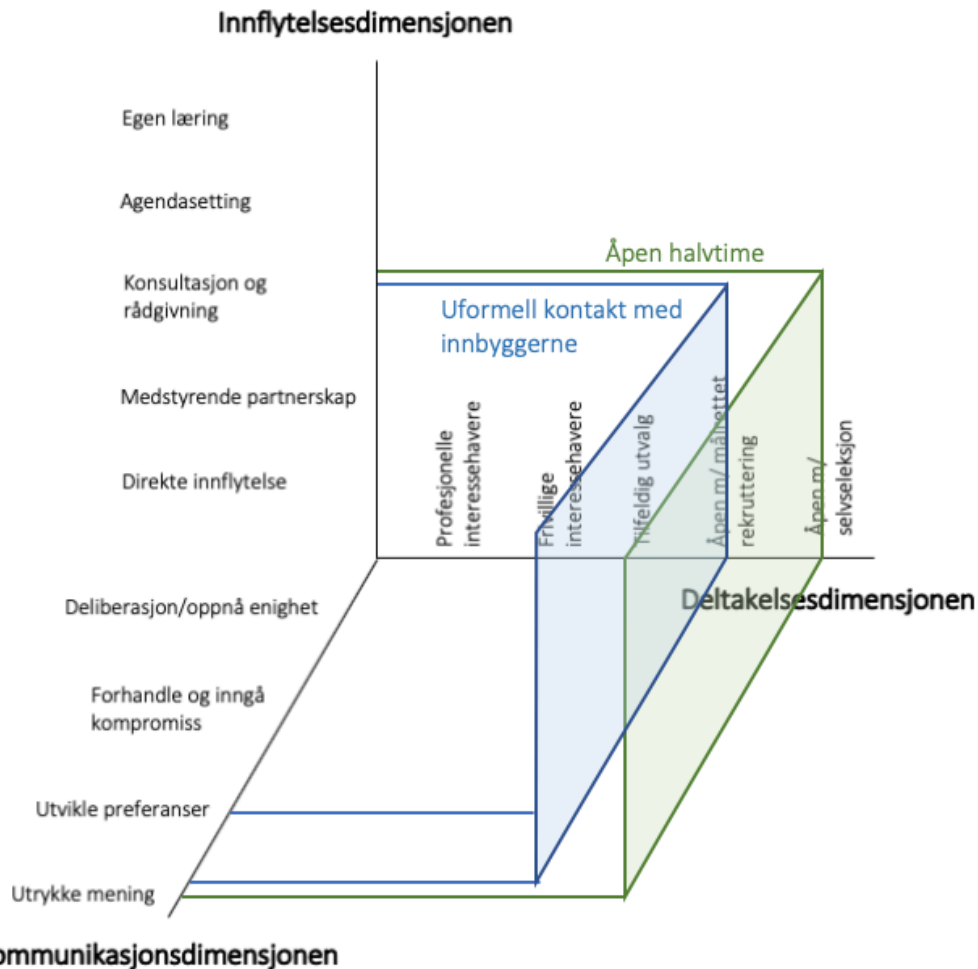 Innflytelsesdimensjonen
Egen læring
Agendasetting
Åpen halvtime
Konsultasjon og
rådgivning
Uformell kontakt med
innbyggerne
Medstyrende partnerskap
Direkte innflytelse
Profesjonelle
interessehavere
Frivillige
interessehavere
Tilfeldig utvalg
Åpen m/ målrettet
rekruttering
Åpen m/
selvseleksjon
Deltakelsesdimensjonen
Deliberasjon/oppnå enighet
Forhandle og inngå
kompromiss
Utvikle preferanser
Utrykke mening
ommunikasjonsdimensjonen